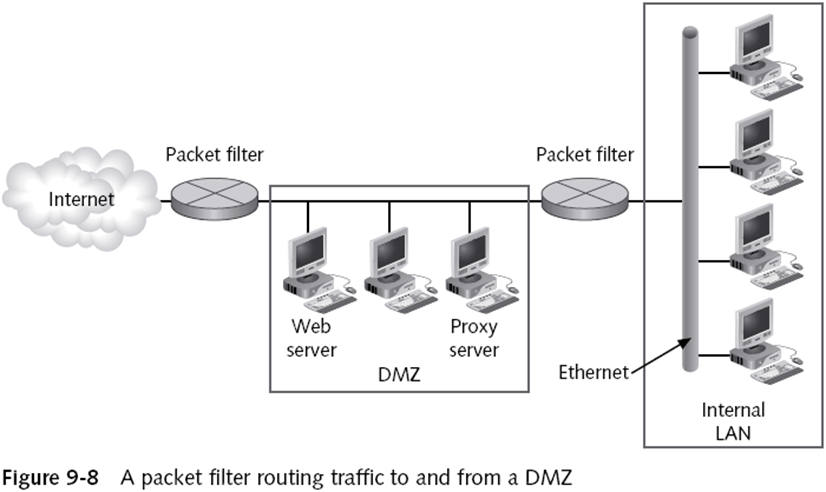 Packet filter
Packet filter
Internet
Web
server
Proxy
server
DMZ
Ethernet
Internal
LAN
Figure 9-8 A packet filter routing traffic to and from a DMZ